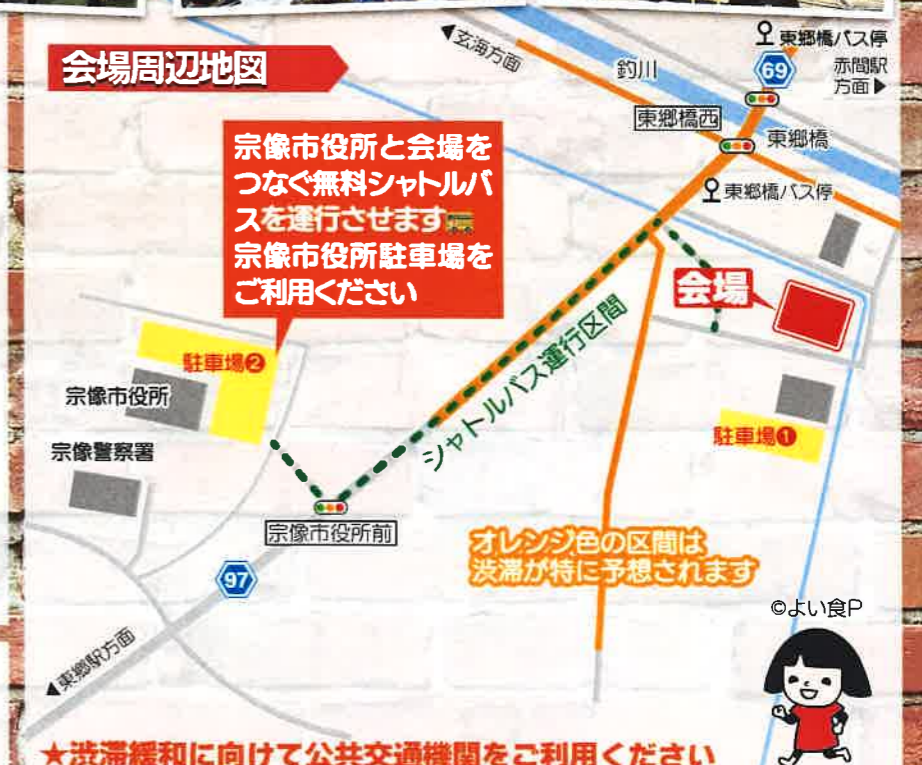 会場周辺地図
◀玄海方面
釣川
東郷橋バス停
69
赤間駅
方面▶
東郷橋西
東郷橋
東郷橋バス停
宗像市役所と会場を
つなぐ無料シャトルバ
スを運行させます
宗像市役所駐車場を
ご利用ください
会場
駐車場❷
宗像市役所
シャトルバス運行区間
駐車場❶
宗像警察署
宗像市役所前
オレンジ色の区間は
渋滞が特に予想されます
97
©よい食P
◀東郷駅方面
★渋滞緩和に向けて公共交通機関をご利用ください